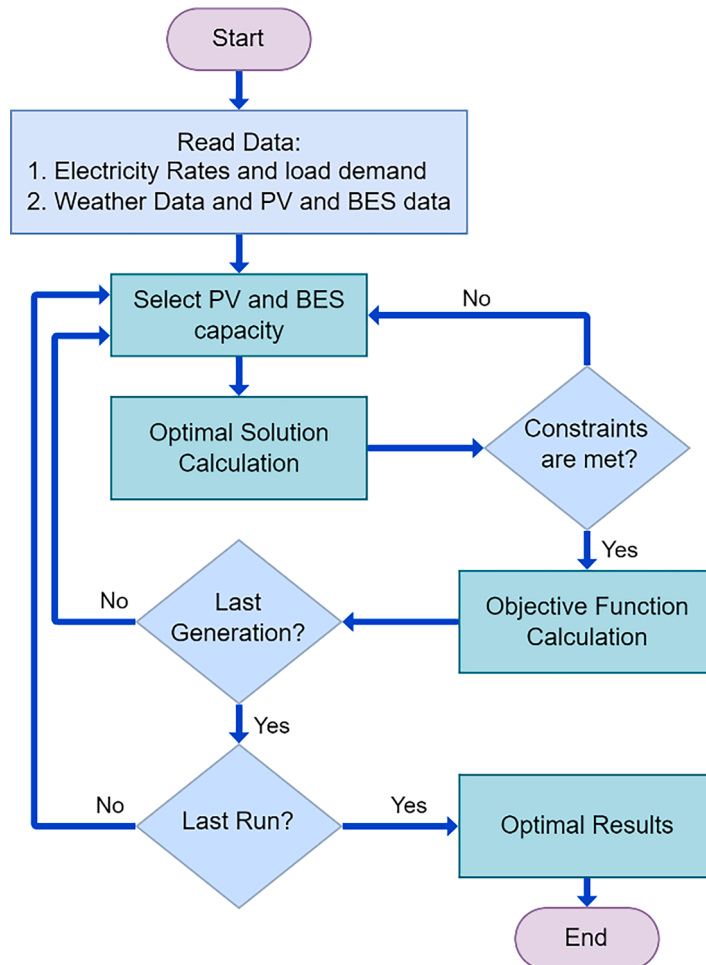 Start
Read Data:
1. Electricity Rates and load demand
2. Weather Data and PV and BES data
Select PV and BES
capacity
No
Optimal Solution
Calculation
Constraints
are met?
Yes
Objective Function
Calculation
Last
Generation?
No
Yes
Last Run?
No
Yes
Optimal Results
End